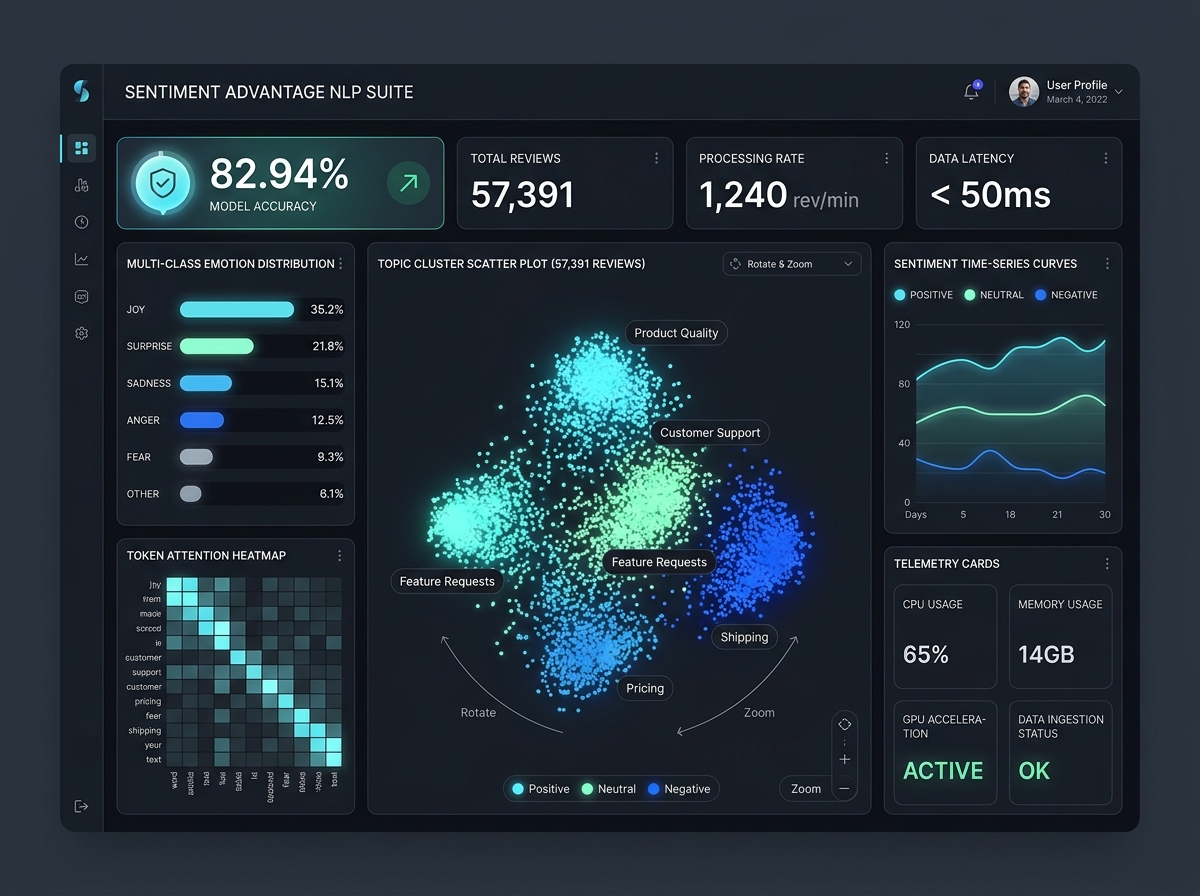 SENTIMENT ADVANTAGE NLP SUITE
User Profile
March 4, 2022
82.94%
MODEL ACCURACY
TOTAL REVIEWS
57,391
PROCESSING RATE
1,240 rev/min
DATA LATENCY
< 50ms
MULTI-CLASS EMOTION DISTRIBUTION
JOY 35.2%
SURPRISE 21.8%
SADNESS 15.1%
ANGER 12.5%
FEAR 9.3%
OTHER 6.1%
TOKEN ATTENTION HEATMAP
macle
ie
customer
support
customer
pricing
feer
shipping
yeur
text
TOPIC CLUSTER SCATTER PLOT (57,391 REVIEWS)
Rotate & Zoom
Product Quality
Customer Support
Feature Requests
Feature Requests
Shipping
Pricing
Rotate
Zoom
Positive Neutral Negative
Zoom
SENTIMENT TIME-SERIES CURVES
POSITIVE NEUTRAL NEGATIVE
120
80
40
0
Days 5 18 21 30
TELEMETRY CARDS
CPU USAGE
65%
MEMORY USAGE
14GB
GPU ACCELERA-
TION
ACTIVE
DATA INGESTION
STATUS
OK